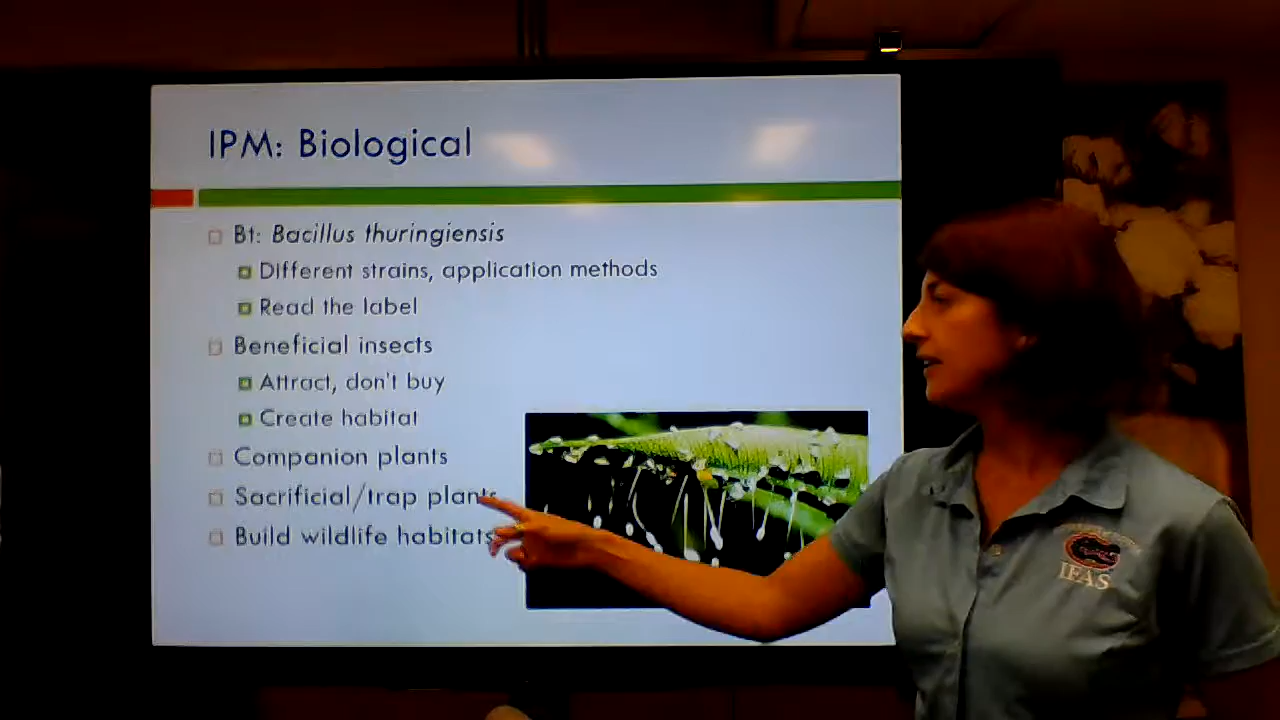 IPM: Biological
Bt: Bacillus thuringiensis
Different strains, application methods
Read the label
Beneficial insects
Attract, don't buy
Create habitat
Companion plants
Sacrificial/trap plants
Build wildlife habitats
IFAS